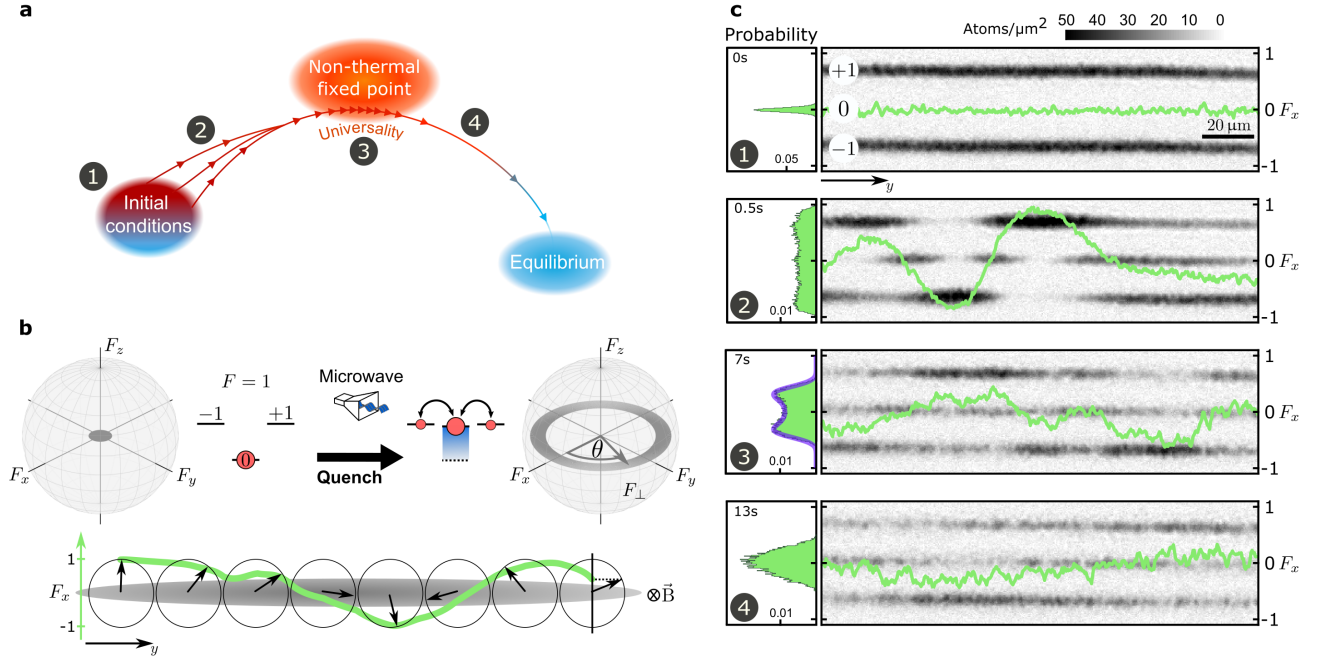 a
Non-thermal
fixed point
Universality
1
2
3
4
Initial
conditions
Equilibrium
b
F_z
F_x
F_y
F = 1
−1
+1
0
Microwave
Quench
F_z
θ
F_x
F_y
F_⊥
1
F_x
-1
y
⊗B⃗
c
Probability
Atoms/μm²
50
40
30
20
10
0
0s
0.05
1
+1
0
−1
20 μm
1
0 F_x
-1
y
0.5s
0.01
2
1
0 F_x
-1
7s
0.01
3
1
0 F_x
-1
13s
0.01
4
1
0 F_x
-1